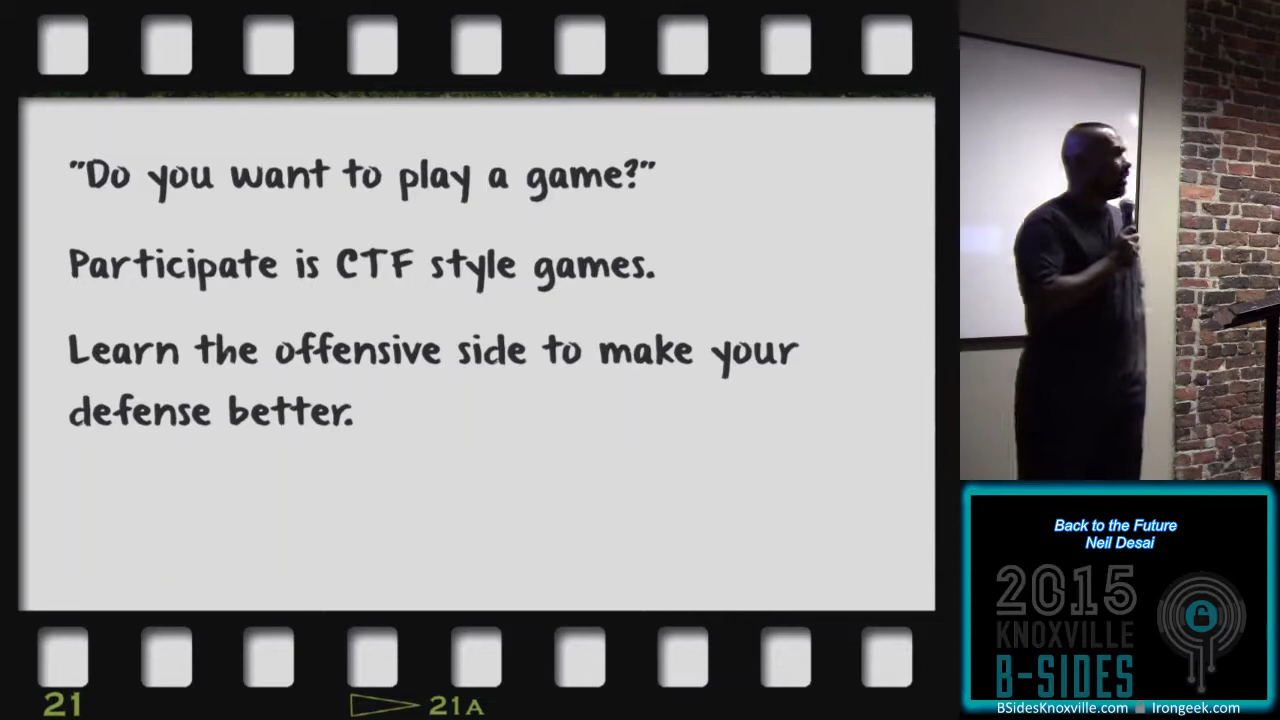 "Do you want to play a game?"
Participate is CTF style games.
Learn the offensive side to make your
defense better.
21
21A
Back to the Future
Neil Desai
2015
KNOXVILLE
B-SIDES
BSidesKnoxville.com Irongeek.com